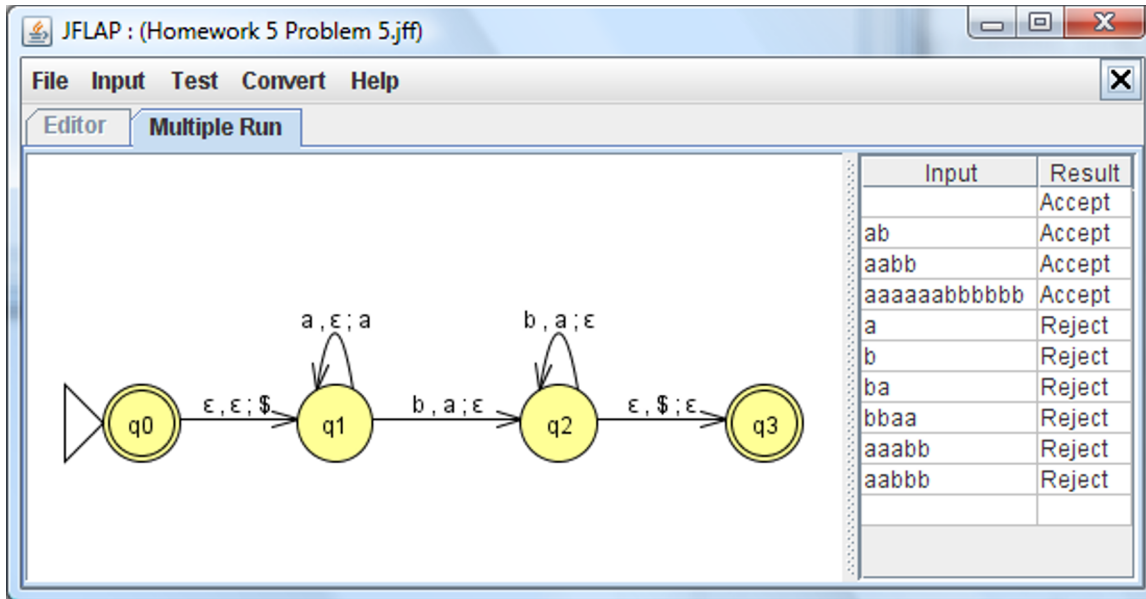 JFLAP : (Homework 5 Problem 5.jff)
File Input Test Convert Help
Editor Multiple Run
Input Result
Accept
ab Accept
aabb Accept
aaaaaabbbbbb Accept
a Reject
b Reject
ba Reject
bbaa Reject
aaabb Reject
aabbb Reject
a , ε ; a b , a ; ε
ε , ε ; $ b , a ; ε ε , $ ; ε
q0 q1 q2 q3